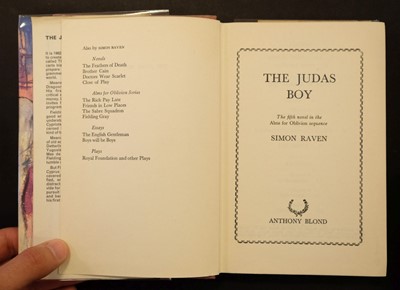 THE J
Also by SIMON RAVEN
Novels
The Feathers of Death
Brother Cain
Doctors Wear Scarlet
Close of Play
Alms for Oblivion Series
The Rich Pay Late
Friends in Low Places
The Sabre Squadron
Fielding Gray
Essays
The English Gentleman
Boys will be Boys
Plays
Royal Foundation and other Plays
THE JUDAS
BOY
The fifth novel in the
Alms for Oblivion sequence
SIMON RAVEN
ANTHONY BLOND